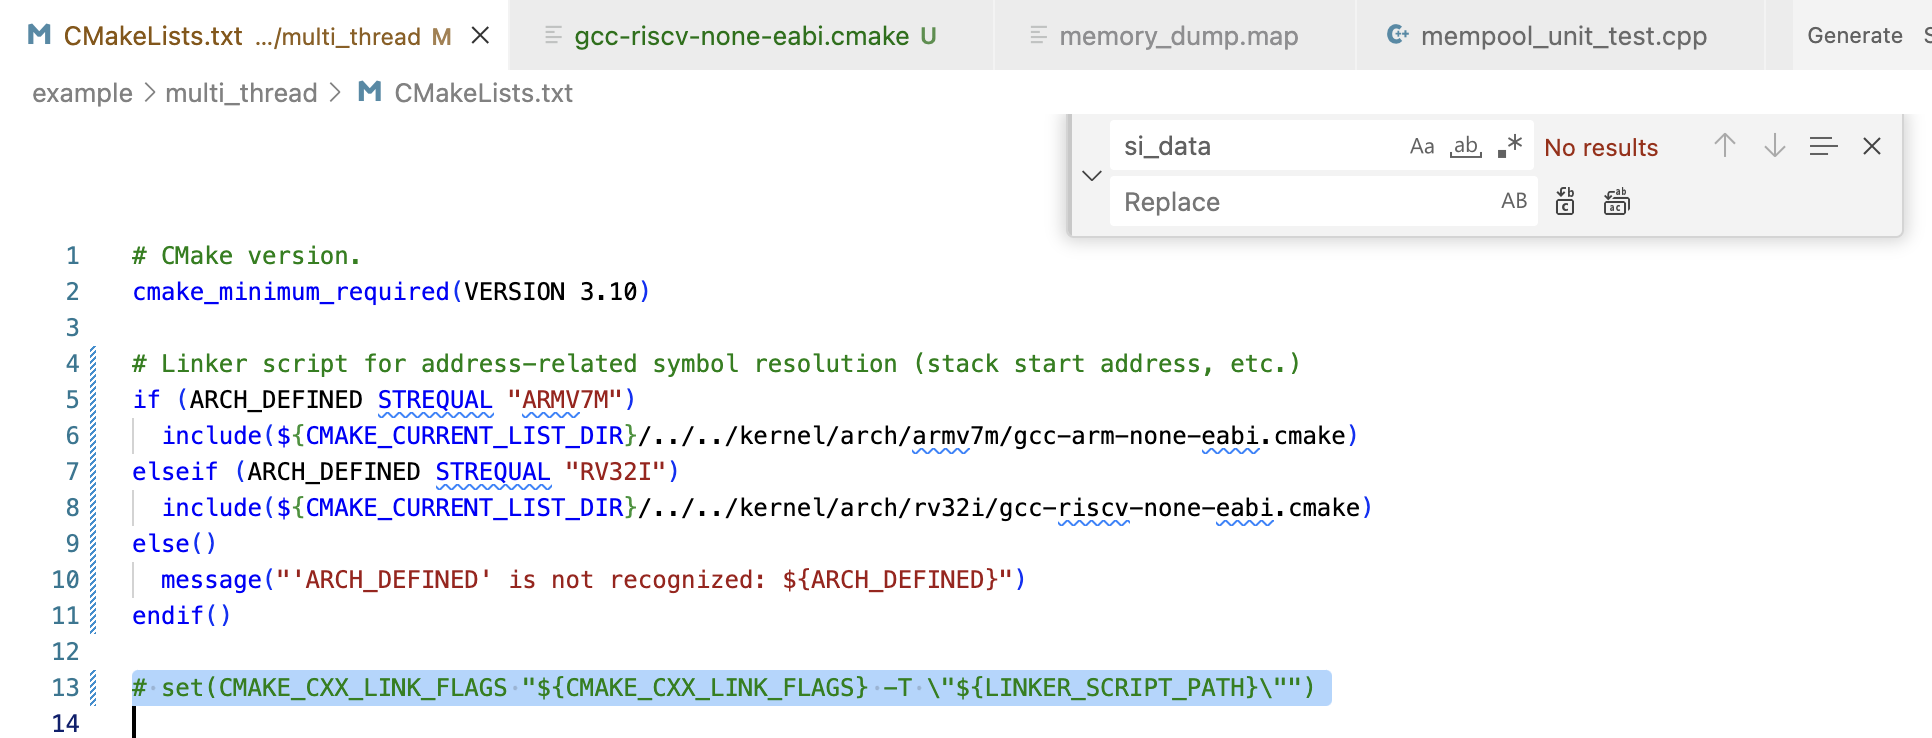 CMakeLists.txt .../multi_thread M
gcc-riscv-none-eabi.cmake U
memory_dump.map
mempool_unit_test.cpp
Generate
example > multi_thread > CMakeLists.txt
si_data Aa ab .* No results
Replace AB
1 # CMake version.
2 cmake_minimum_required(VERSION 3.10)
3
4 # Linker script for address-related symbol resolution (stack start address, etc.)
5 if (ARCH_DEFINED STREQUAL "ARMV7M")
6 include(${CMAKE_CURRENT_LIST_DIR}/../../kernel/arch/armv7m/gcc-arm-none-eabi.cmake)
7 elseif (ARCH_DEFINED STREQUAL "RV32I")
8 include(${CMAKE_CURRENT_LIST_DIR}/../../kernel/arch/rv32i/gcc-riscv-none-eabi.cmake)
9 else()
10 message("'ARCH_DEFINED' is not recognized: ${ARCH_DEFINED}")
11 endif()
12
13 # set(CMAKE_CXX_LINK_FLAGS "${CMAKE_CXX_LINK_FLAGS} -T \"${LINKER_SCRIPT_PATH}\"")
14